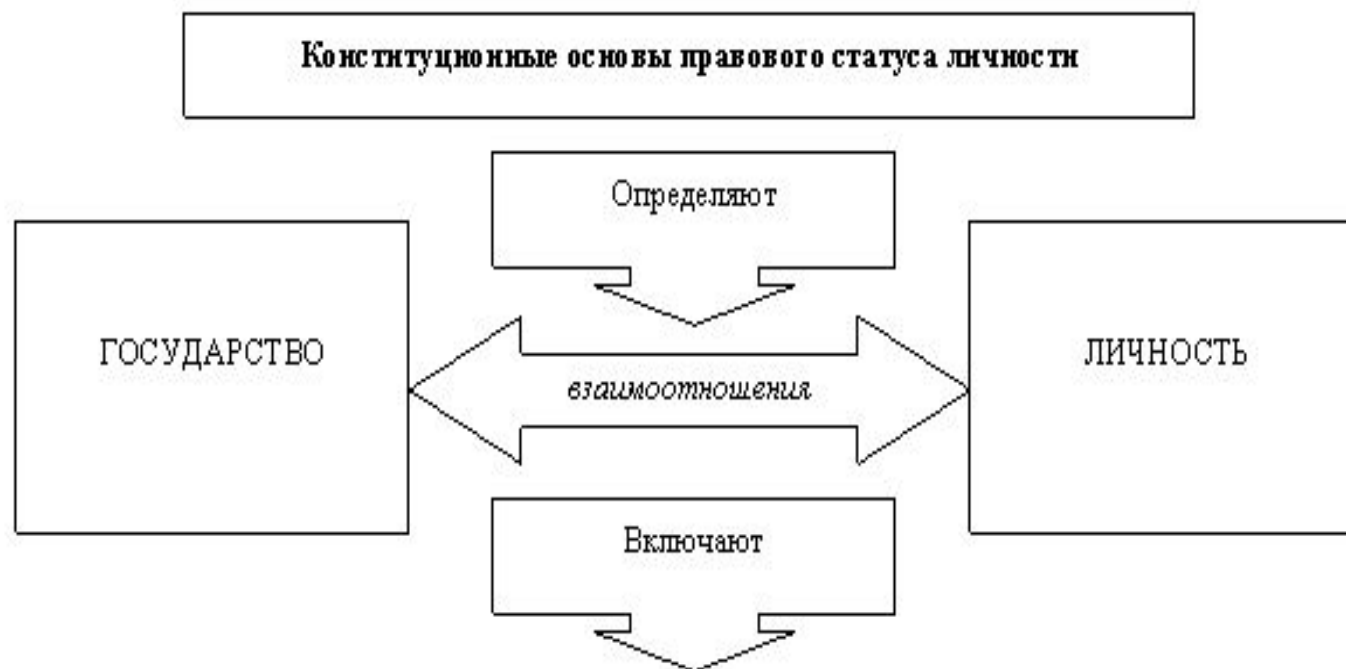 Конституционные основы правового статуса личности
Определяют
ГОСУДАРСТВО
ЛИЧНОСТЬ
взаимоотношения
Включают